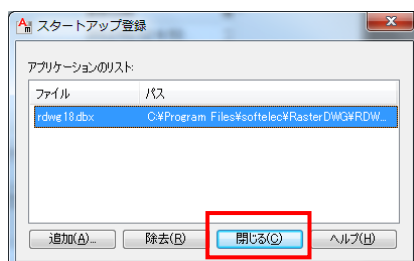 スタートアップ登録
アプリケーションのリスト:
ファイル パス
rdwg18.dbx C:¥Program Files¥softelec¥RasterDWG¥RDW...
追加(A)... 除去(R) 閉じる(C) ヘルプ(H)